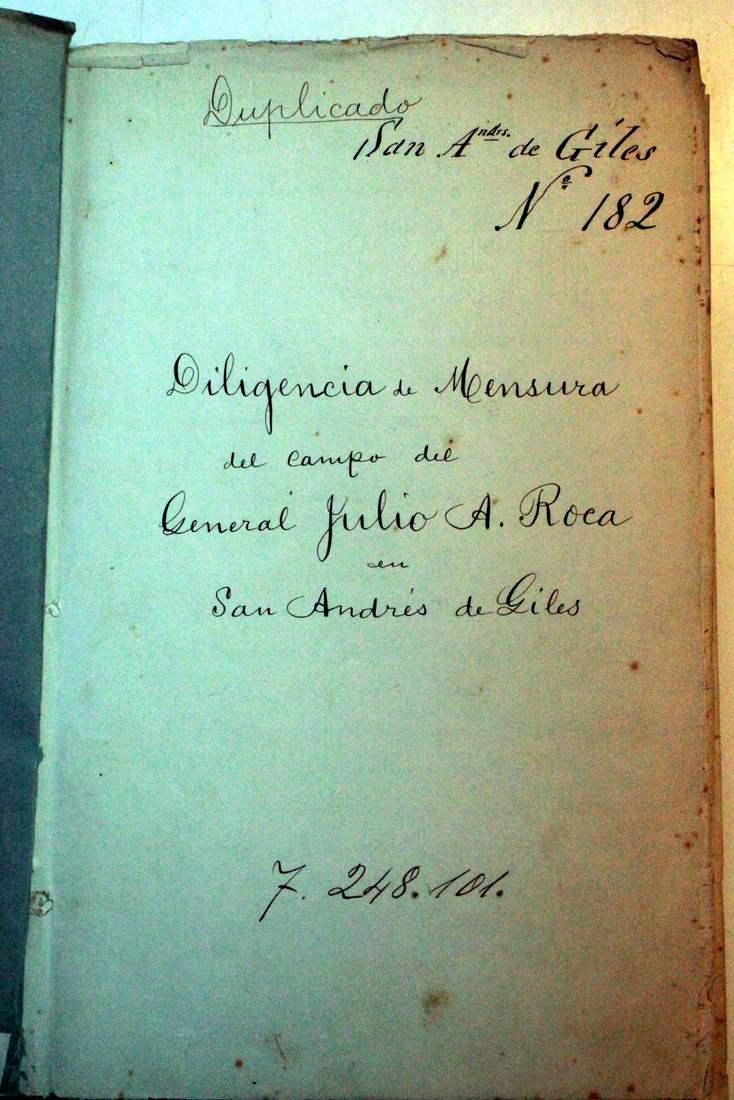 Duplicado
San A^ndrs. de Giles
Nº 182
Diligencia de Mensura
del campo del
General Julio A. Roca
en
San Andrés de Giles
7. 248. 101.